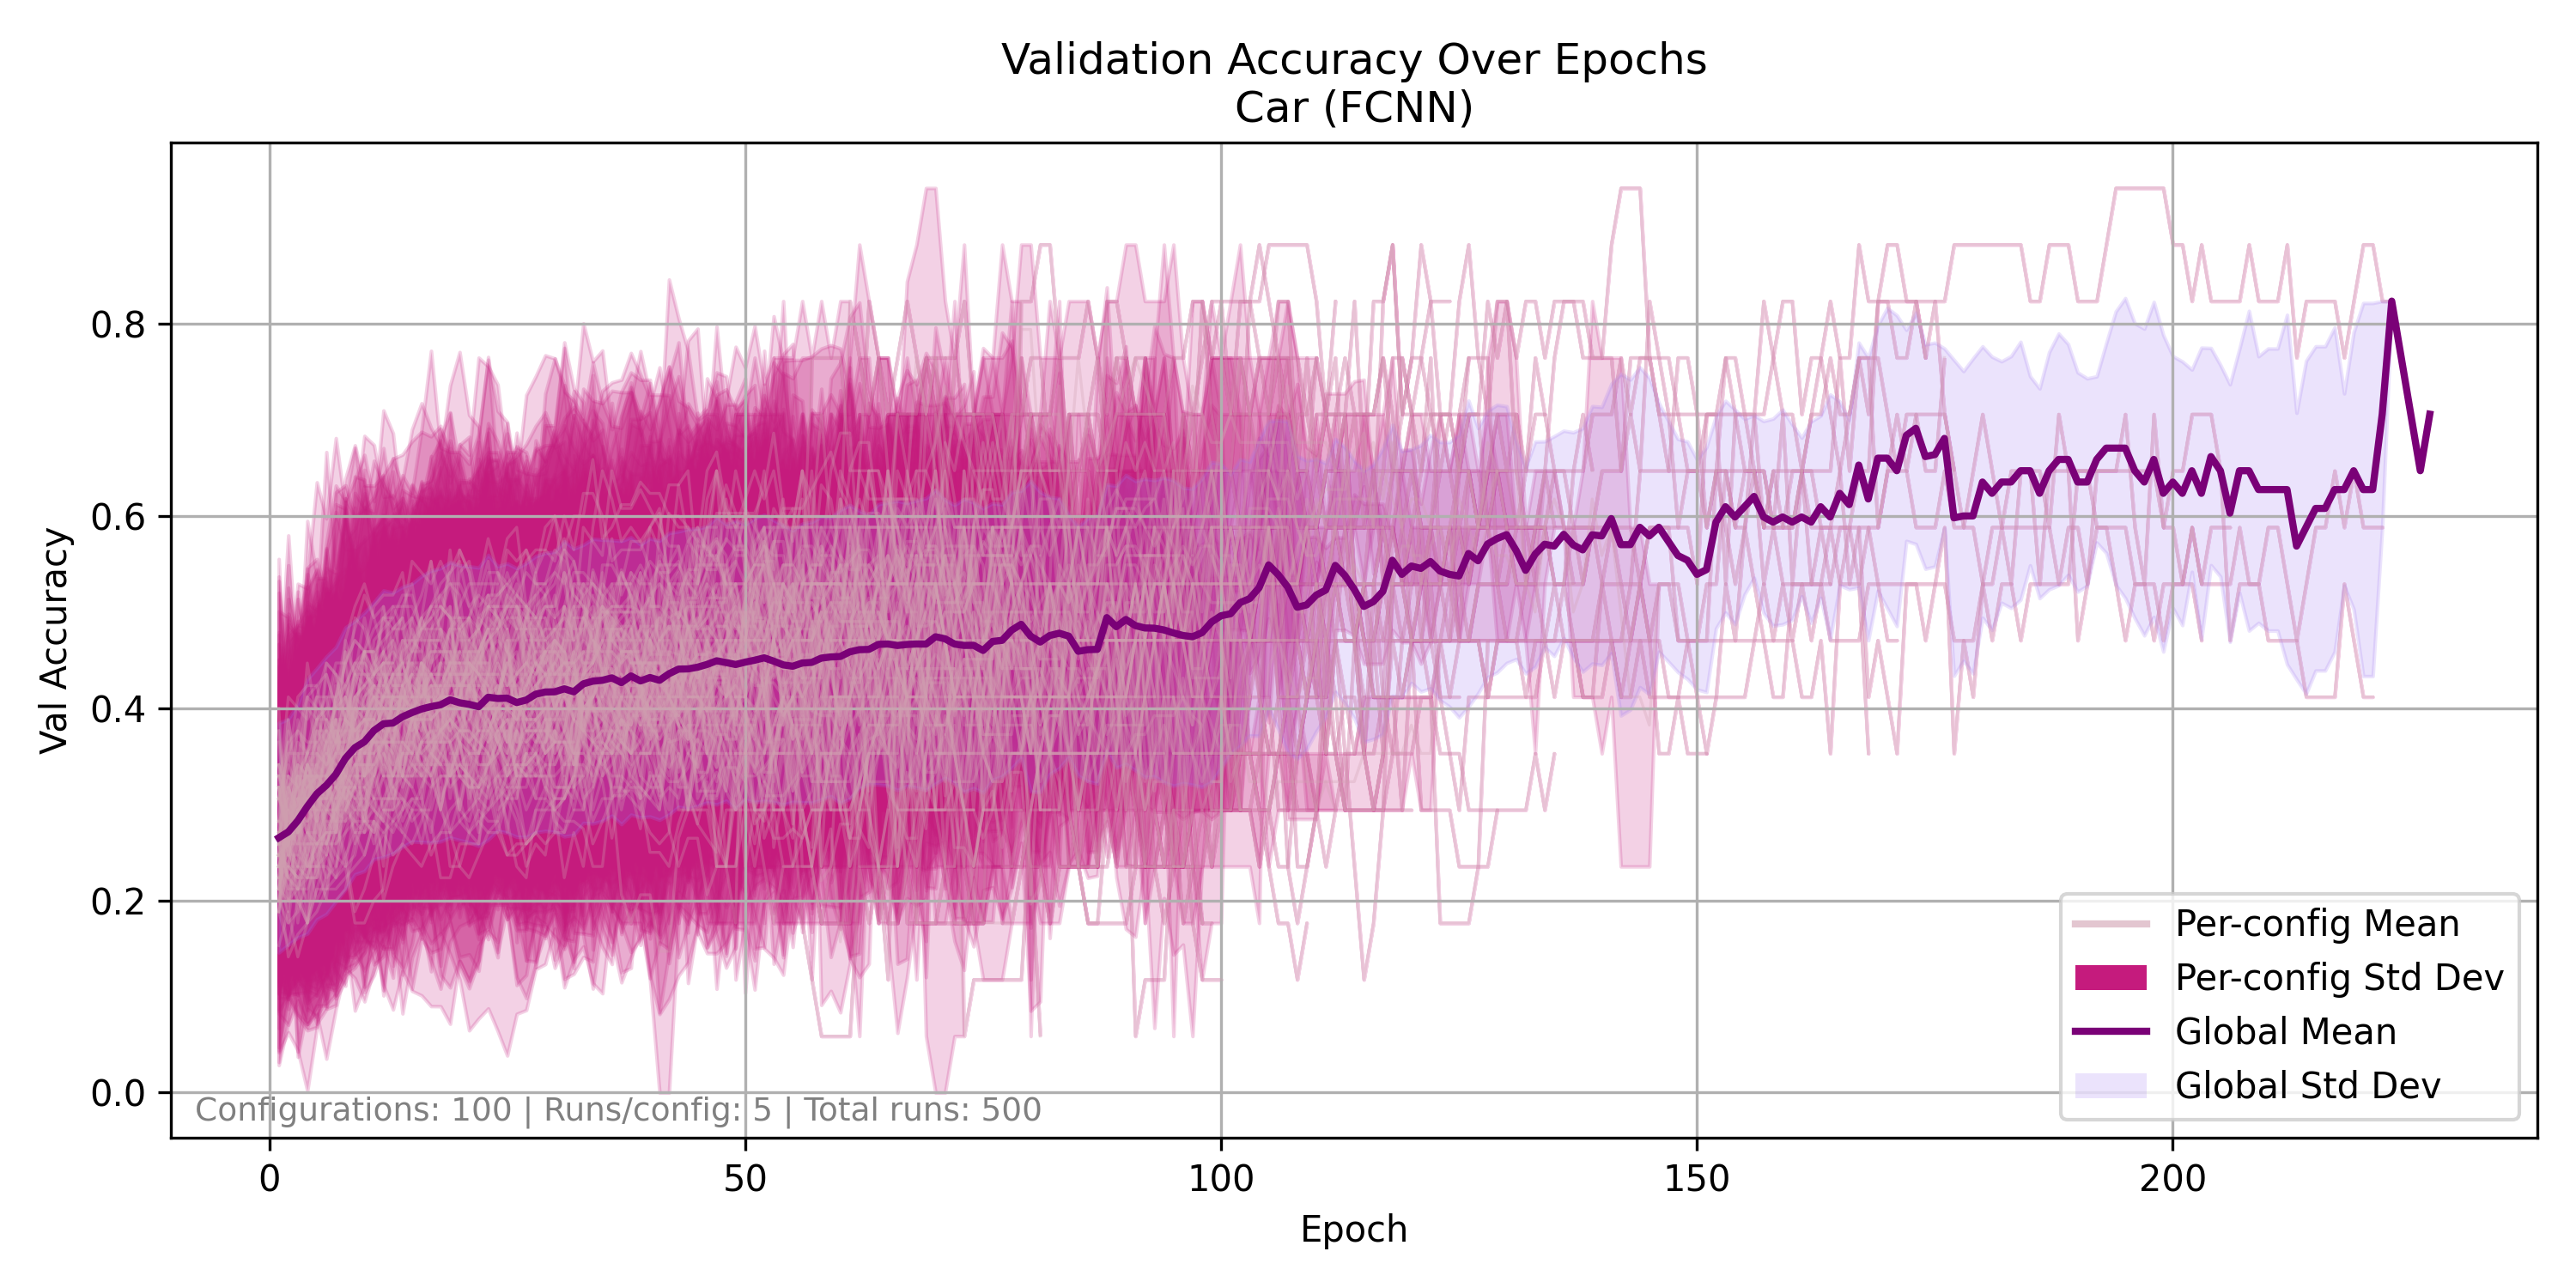 Validation Accuracy Over Epochs
Car (FCNN)
Val Accuracy
0.8
0.6
0.4
0.2
0.0
Configurations: 100 | Runs/config: 5 | Total runs: 500
Per-config Mean
Per-config Std Dev
Global Mean
Global Std Dev
0 50 100 150 200
Epoch